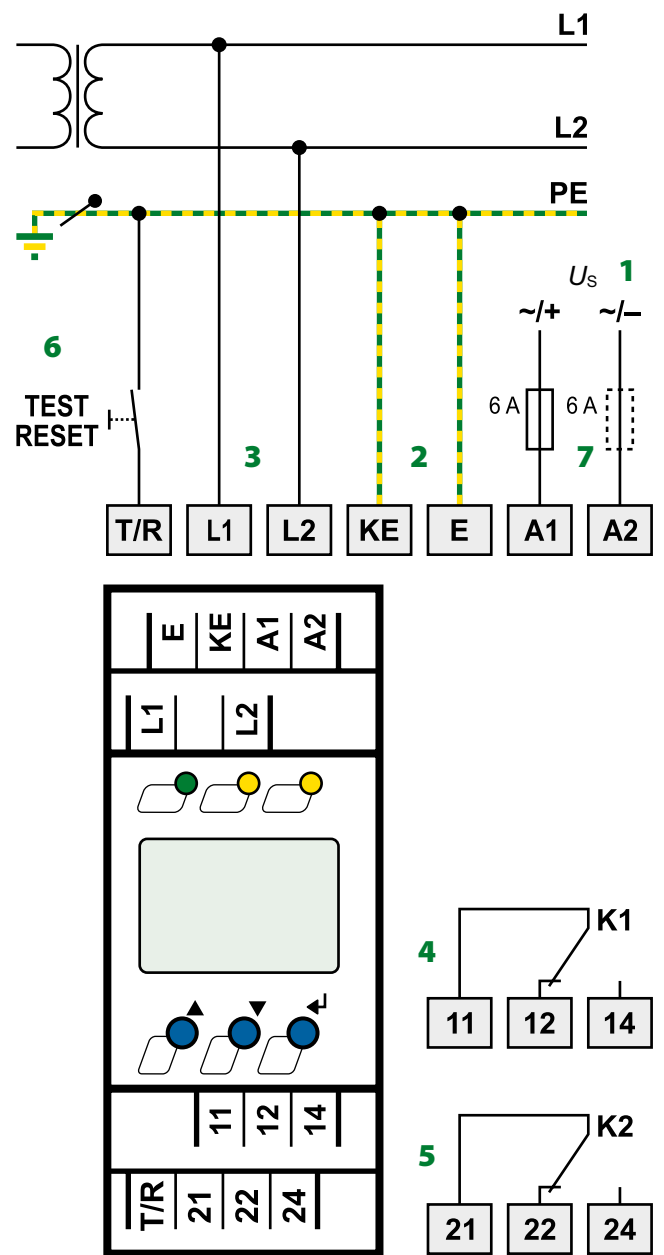 L1
L2
PE
US 1
~/+ ~/–
6
TEST
RESET
6 A 6 A
3 2 7
T/R L1 L2 KE E A1 A2
E KE A1 A2
L1 L2
▲ ▼ ↵
4 K1
11 12 14
11 12 14
5 K2
T/R 21 22 24
21 22 24